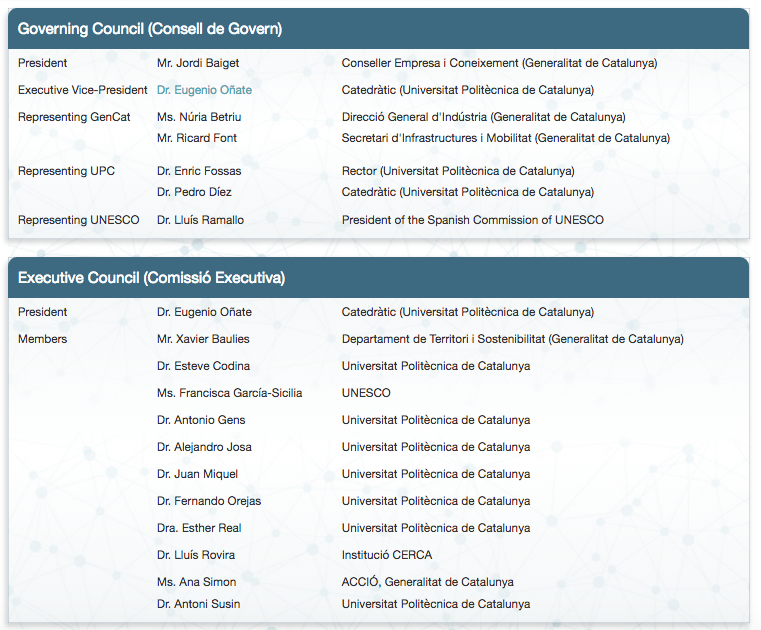 Governing Council (Consell de Govern)
President Mr. Jordi Baiget Conseller Empresa i Coneixement (Generalitat de Catalunya)
Executive Vice-President Dr. Eugenio Oñate Catedràtic (Universitat Politècnica de Catalunya)
Representing GenCat Ms. Núria Betriu Direcció General d'Indústria (Generalitat de Catalunya)
Mr. Ricard Font Secretari d'Infrastructures i Mobilitat (Generalitat de Catalunya)
Representing UPC Dr. Enric Fossas Rector (Universitat Politècnica de Catalunya)
Dr. Pedro Díez Catedràtic (Universitat Politècnica de Catalunya)
Representing UNESCO Dr. Lluís Ramallo President of the Spanish Commission of UNESCO
Executive Council (Comissió Executiva)
President Dr. Eugenio Oñate Catedràtic (Universitat Politècnica de Catalunya)
Members Mr. Xavier Baulies Departament de Territori i Sostenibilitat (Generalitat de Catalunya)
Dr. Esteve Codina Universitat Politècnica de Catalunya
Ms. Francisca García-Sicilia UNESCO
Dr. Antonio Gens Universitat Politècnica de Catalunya
Dr. Alejandro Josa Universitat Politècnica de Catalunya
Dr. Juan Miquel Universitat Politècnica de Catalunya
Dr. Fernando Orejas Universitat Politècnica de Catalunya
Dra. Esther Real Universitat Politècnica de Catalunya
Dr. Lluís Rovira Institució CERCA
Ms. Ana Simon ACCIÓ, Generalitat de Catalunya
Dr. Antoni Susin Universitat Politècnica de Catalunya